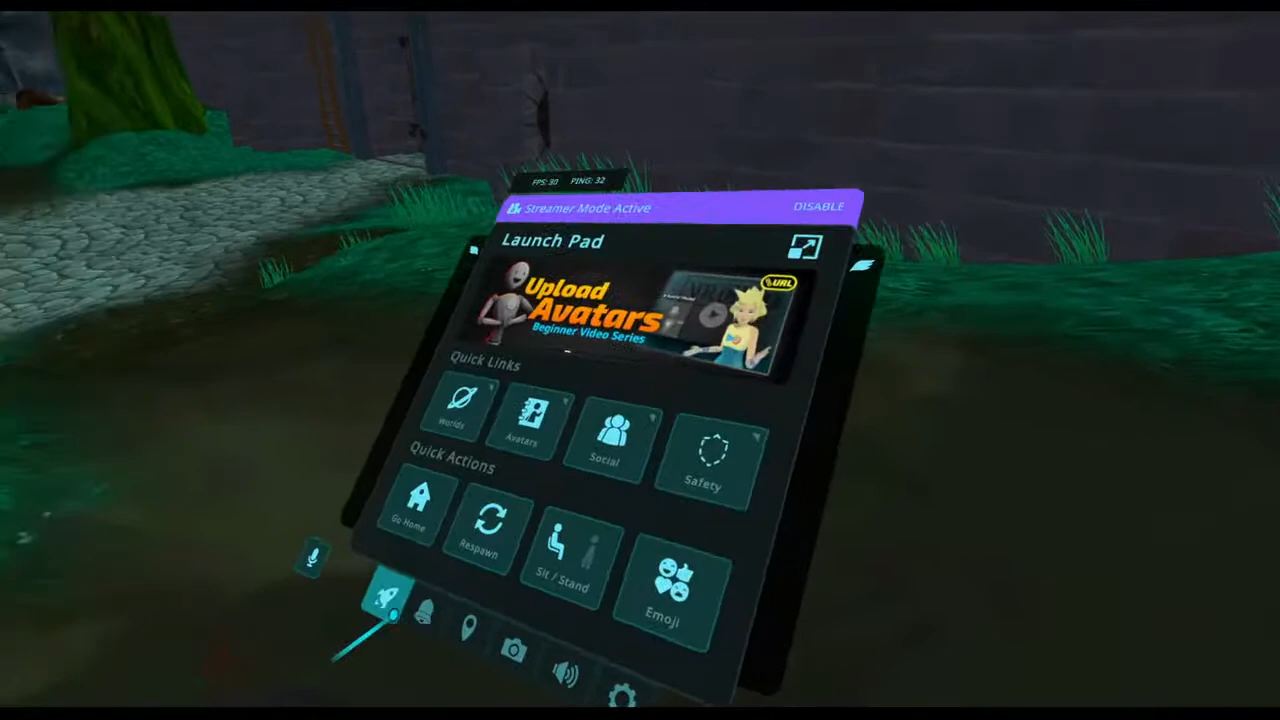 FPS: 30 PING: 32
Streamer Mode Active DISABLE
Launch Pad
Upload
Avatars
Beginner Video Series
URL
Quick Links
Worlds Avatars Social Safety
Quick Actions
Go Home Respawn Sit / Stand Emoji